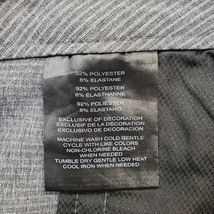 92% POLYESTER
8% ELASTANE
92% POLYESTER
8% ÉLASTHANNE
92% POLYESTER
8% ELASTANO
EXCLUSIVE OF DECORATION
EXCLUSIF DE LA DÉCORATION
EXCLUSIVO DE DECORACIÓN
MACHINE WASH COLD GENTLE
CYCLE WITH LIKE COLORS
NON-CHLORINE BLEACH
WHEN NEEDED
TUMBLE DRY GENTLE LOW HEAT
COOL IRON WHEN NEEDED